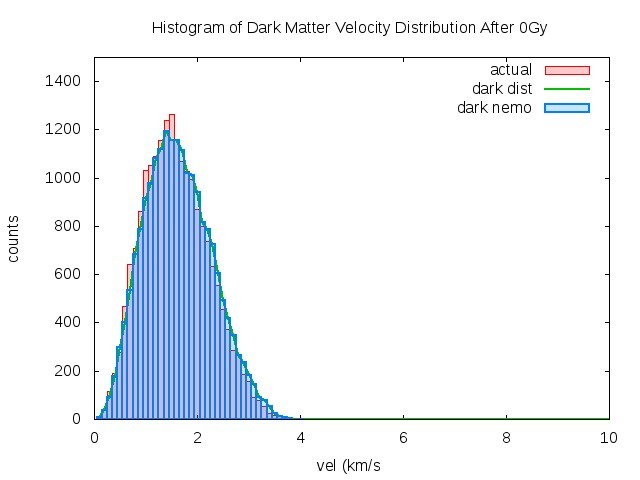 Histogram of Dark Matter Velocity Distribution After 0Gy
actual
dark dist
dark nemo
1400
1200
1000
800
600
400
200
0
counts
0 2 4 6 8 10
vel (km/s